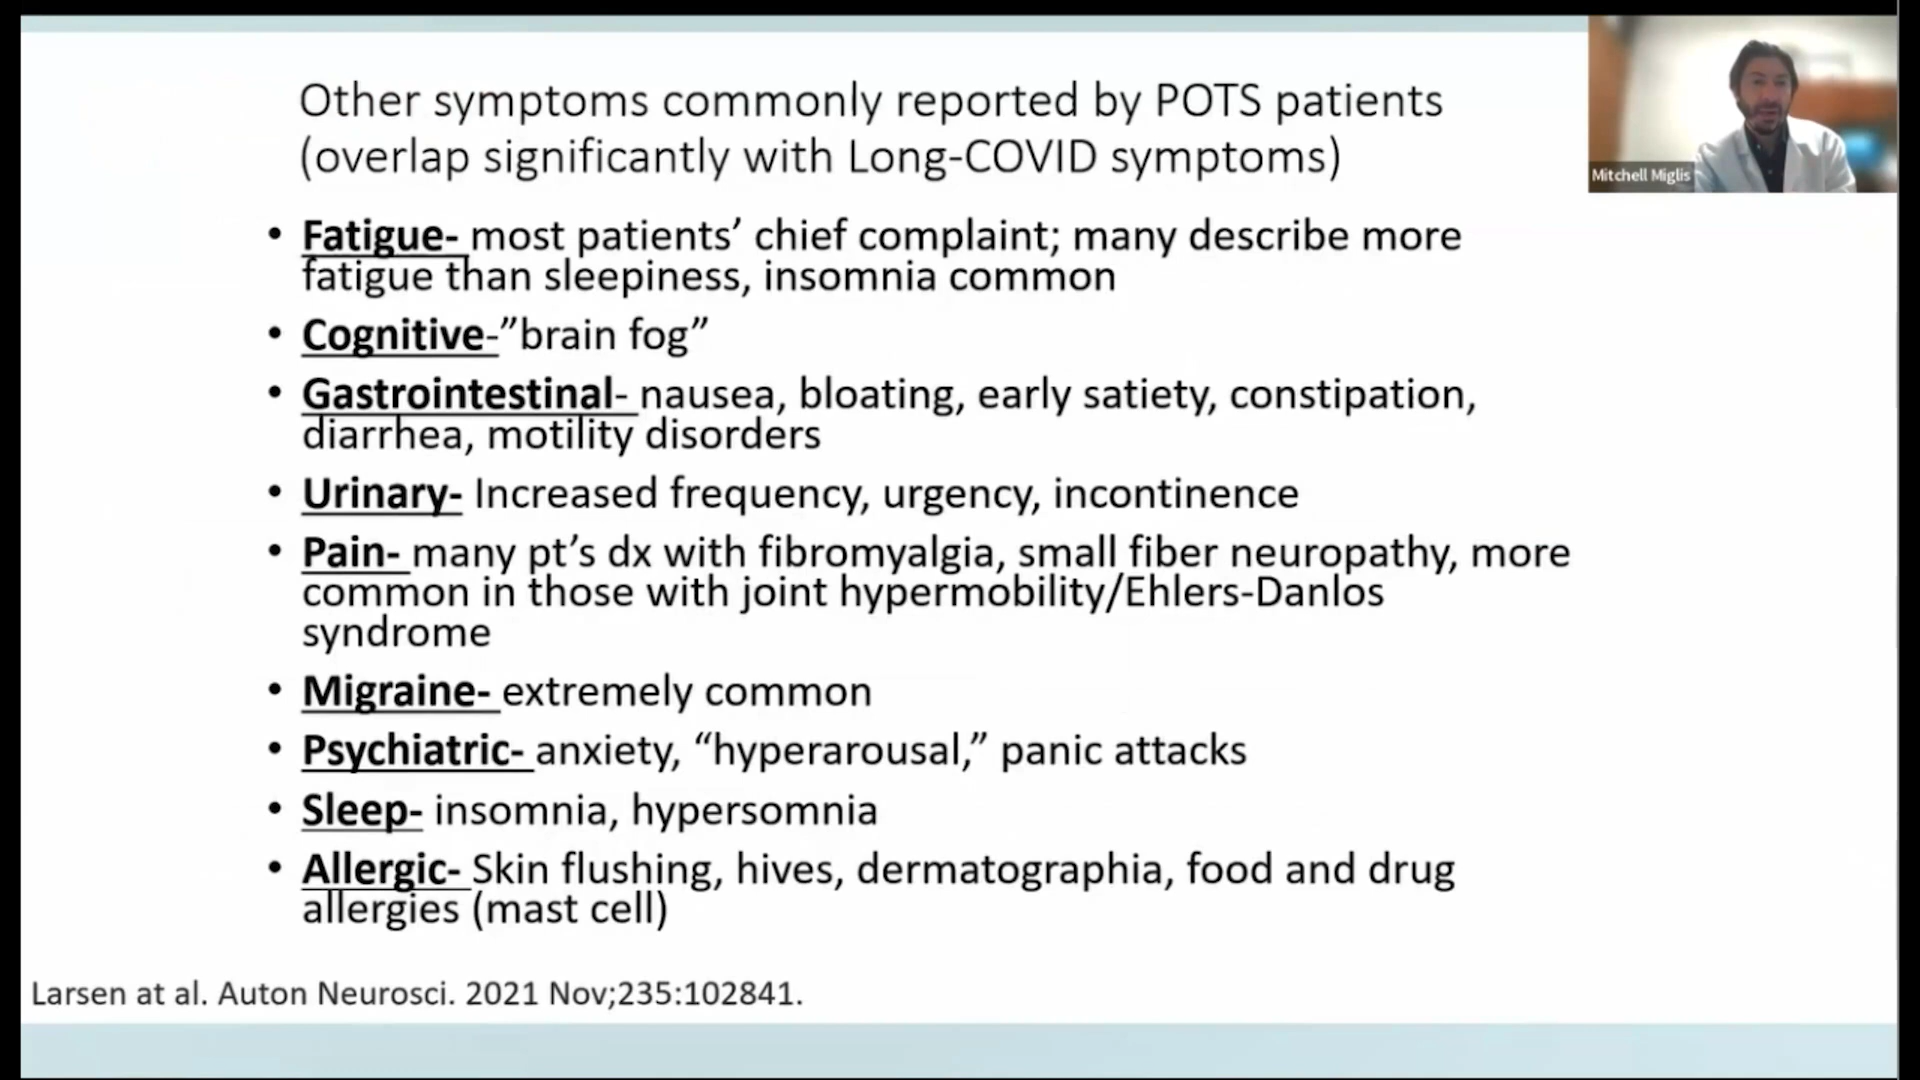 Other symptoms commonly reported by POTS patients
(overlap significantly with Long-COVID symptoms)
Mitchell Miglis
• Fatigue- most patients’ chief complaint; many describe more
fatigue than sleepiness, insomnia common
• Cognitive-”brain fog”
• Gastrointestinal- nausea, bloating, early satiety, constipation,
diarrhea, motility disorders
• Urinary- Increased frequency, urgency, incontinence
• Pain- many pt’s dx with fibromyalgia, small fiber neuropathy, more
common in those with joint hypermobility/Ehlers-Danlos
syndrome
• Migraine- extremely common
• Psychiatric- anxiety, “hyperarousal,” panic attacks
• Sleep- insomnia, hypersomnia
• Allergic- Skin flushing, hives, dermatographia, food and drug
allergies (mast cell)
Larsen at al. Auton Neurosci. 2021 Nov;235:102841.